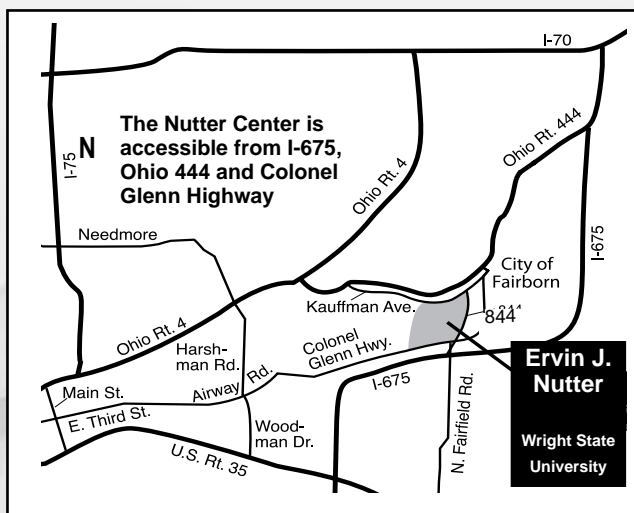 I-70
I-75
N
The Nutter Center is
accessible from I-675,
Ohio 444 and Colonel
Glenn Highway
Ohio Rt. 444
Ohio Rt. 4
Needmore
I-675
City of
Fairborn
Kauffman Ave.
844
Ohio Rt. 4
Harsh-
man Rd.
Colonel
Glenn Hwy.
Airway Rd.
I-675
Main St.
E. Third St.
Wood-
man Dr.
U.S. Rt. 35
N. Fairfield Rd.
Ervin J.
Nutter
Wright State
University